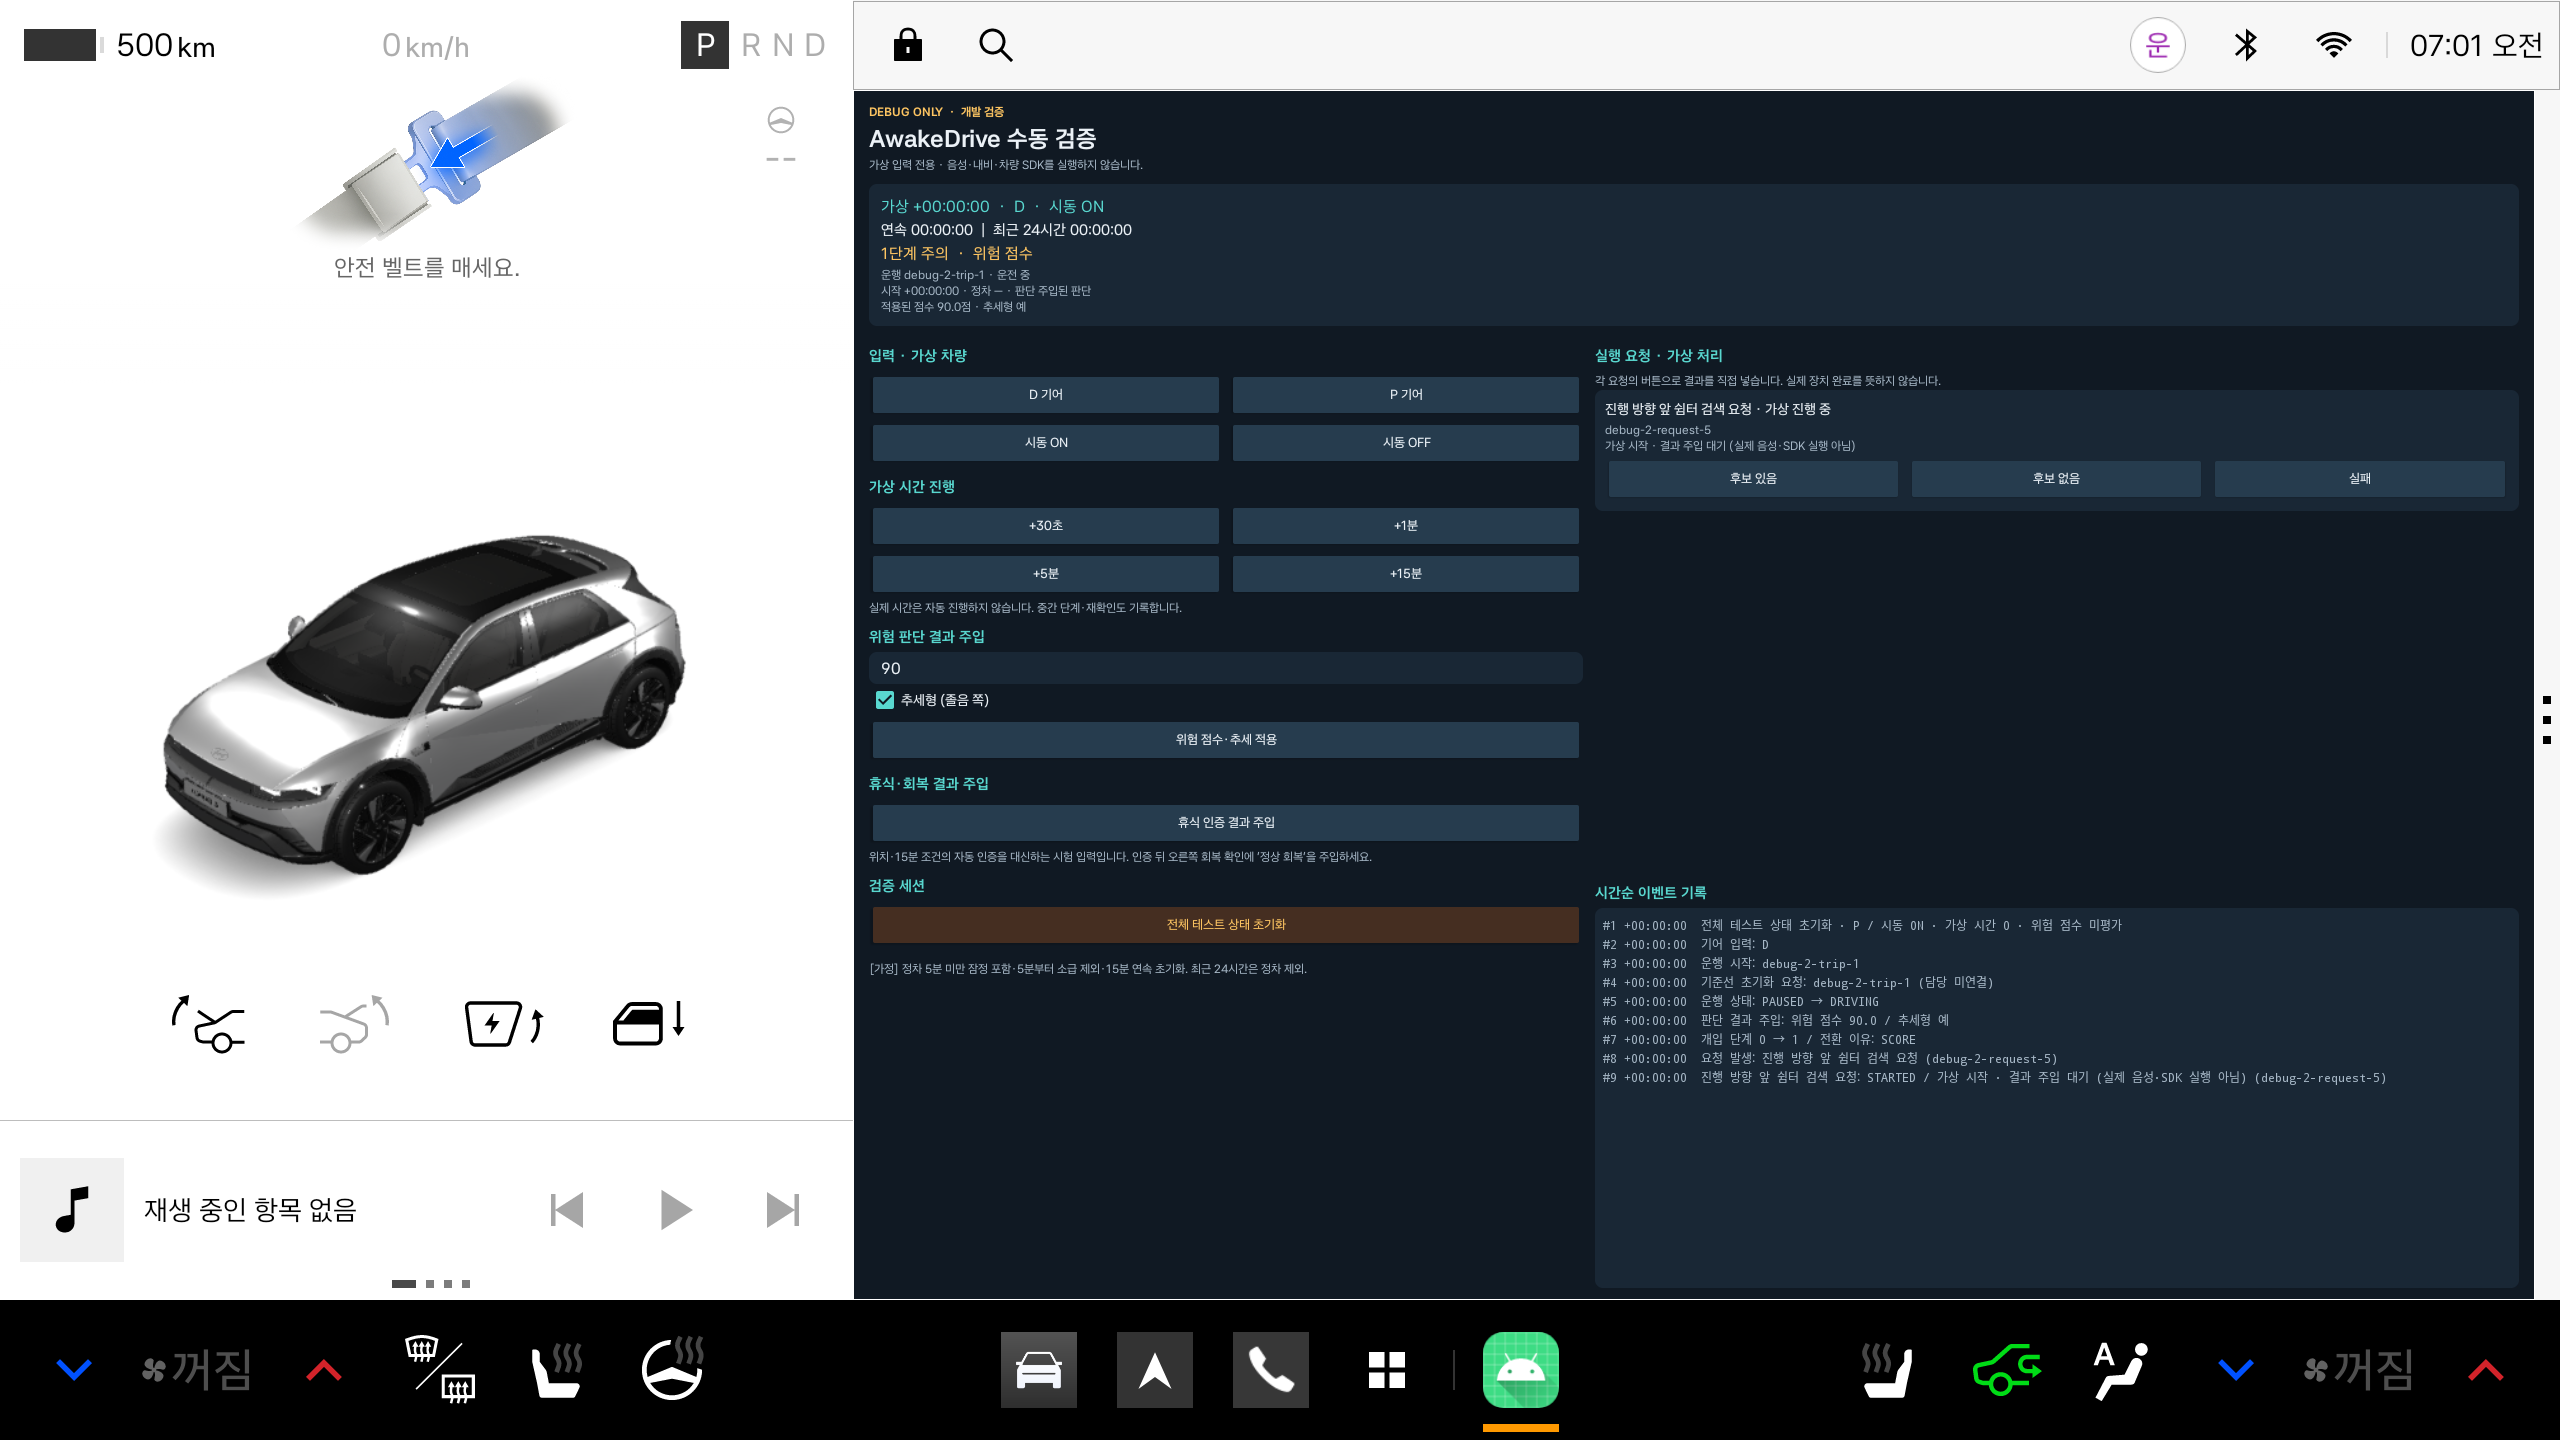 500 km
0 km/h
P R N D
안전 벨트를 매세요.
재생 중인 항목 없음
운
07:01 오전
DEBUG ONLY · 개발 검증
AwakeDrive 수동 검증
가상 입력 전용 · 음성·내비·차량 SDK를 실행하지 않습니다.
가상 +00:00:00 · D · 시동 ON
연속 00:00:00 | 최근 24시간 00:00:00
1단계 주의 · 위험 점수
운행 debug-2-trip-1 · 운전 중
시작 +00:00:00 · 정차 — · 판단 주입된 판단
적용된 점수 90.0점 · 추세형 예
입력 · 가상 차량
D 기어
P 기어
시동 ON
시동 OFF
가상 시간 진행
+30초
+1분
+5분
+15분
실제 시간은 자동 진행하지 않습니다. 중간 단계·재확인도 기록합니다.
위험 판단 결과 주입
90
추세형 (졸음 쪽)
위험 점수·추세 적용
휴식·회복 결과 주입
휴식 인증 결과 주입
위치·15분 조건의 자동 인증을 대신하는 시험 입력입니다. 인증 뒤 오른쪽 회복 확인에 '정상 회복'을 주입하세요.
검증 세션
전체 테스트 상태 초기화
[가정] 정차 5분 미만 잠정 포함·5분부터 소급 제외·15분 연속 초기화. 최근 24시간은 정차 제외.
실행 요청 · 가상 처리
각 요청의 버튼으로 결과를 직접 넣습니다. 실제 장치 완료를 뜻하지 않습니다.
진행 방향 앞 쉼터 검색 요청 · 가상 진행 중
debug-2-request-5
가상 시작 · 결과 주입 대기 (실제 음성·SDK 실행 아님)
후보 있음
후보 없음
실패
시간순 이벤트 기록
#1 +00:00:00 전체 테스트 상태 초기화 · P / 시동 ON · 가상 시간 0 · 위험 점수 미평가
#2 +00:00:00 기어 입력: D
#3 +00:00:00 운행 시작: debug-2-trip-1
#4 +00:00:00 기준선 초기화 요청: debug-2-trip-1 (담당 미연결)
#5 +00:00:00 운행 상태: PAUSED → DRIVING
#6 +00:00:00 판단 결과 주입: 위험 점수 90.0 / 추세형 예
#7 +00:00:00 개입 단계 0 → 1 / 전환 이유: SCORE
#8 +00:00:00 요청 발생: 진행 방향 앞 쉼터 검색 요청 (debug-2-request-5)
#9 +00:00:00 진행 방향 앞 쉼터 검색 요청: STARTED / 가상 시작 · 결과 주입 대기 (실제 음성·SDK 실행 아님) (debug-2-request-5)
꺼짐
A
꺼짐